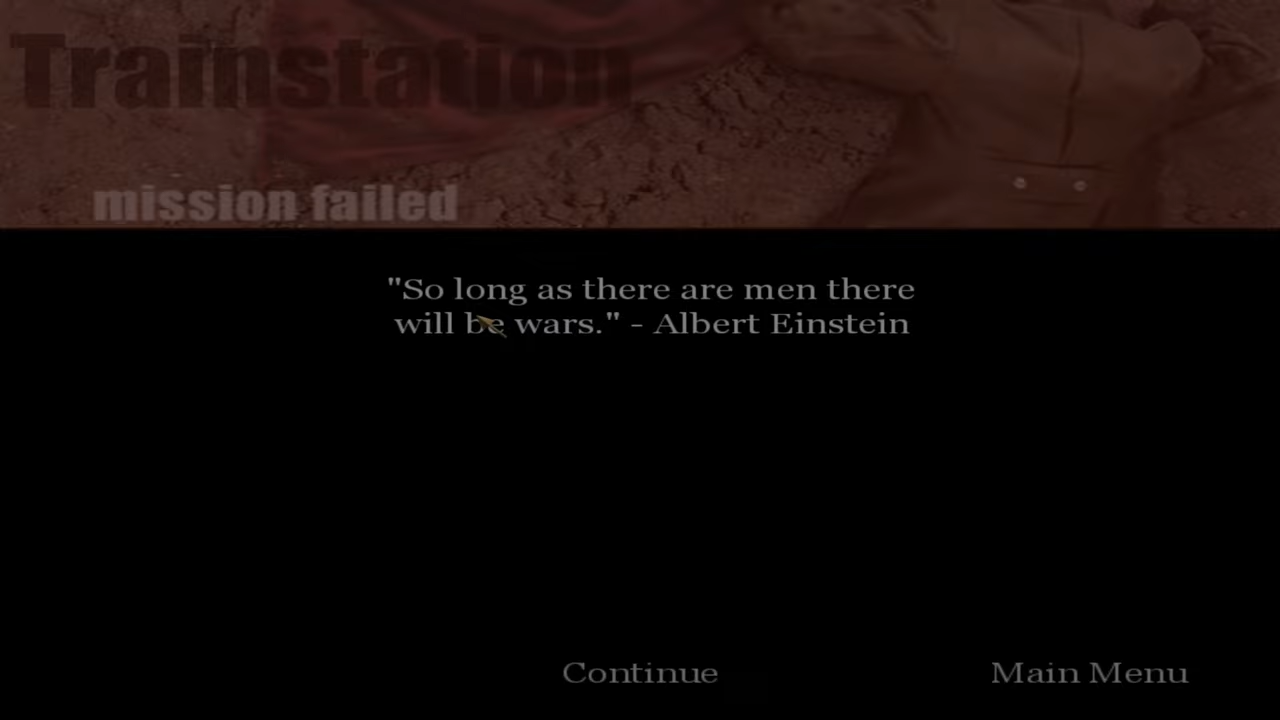 Trainstation
mission failed
"So long as there are men there
will be wars." - Albert Einstein
Continue
Main Menu